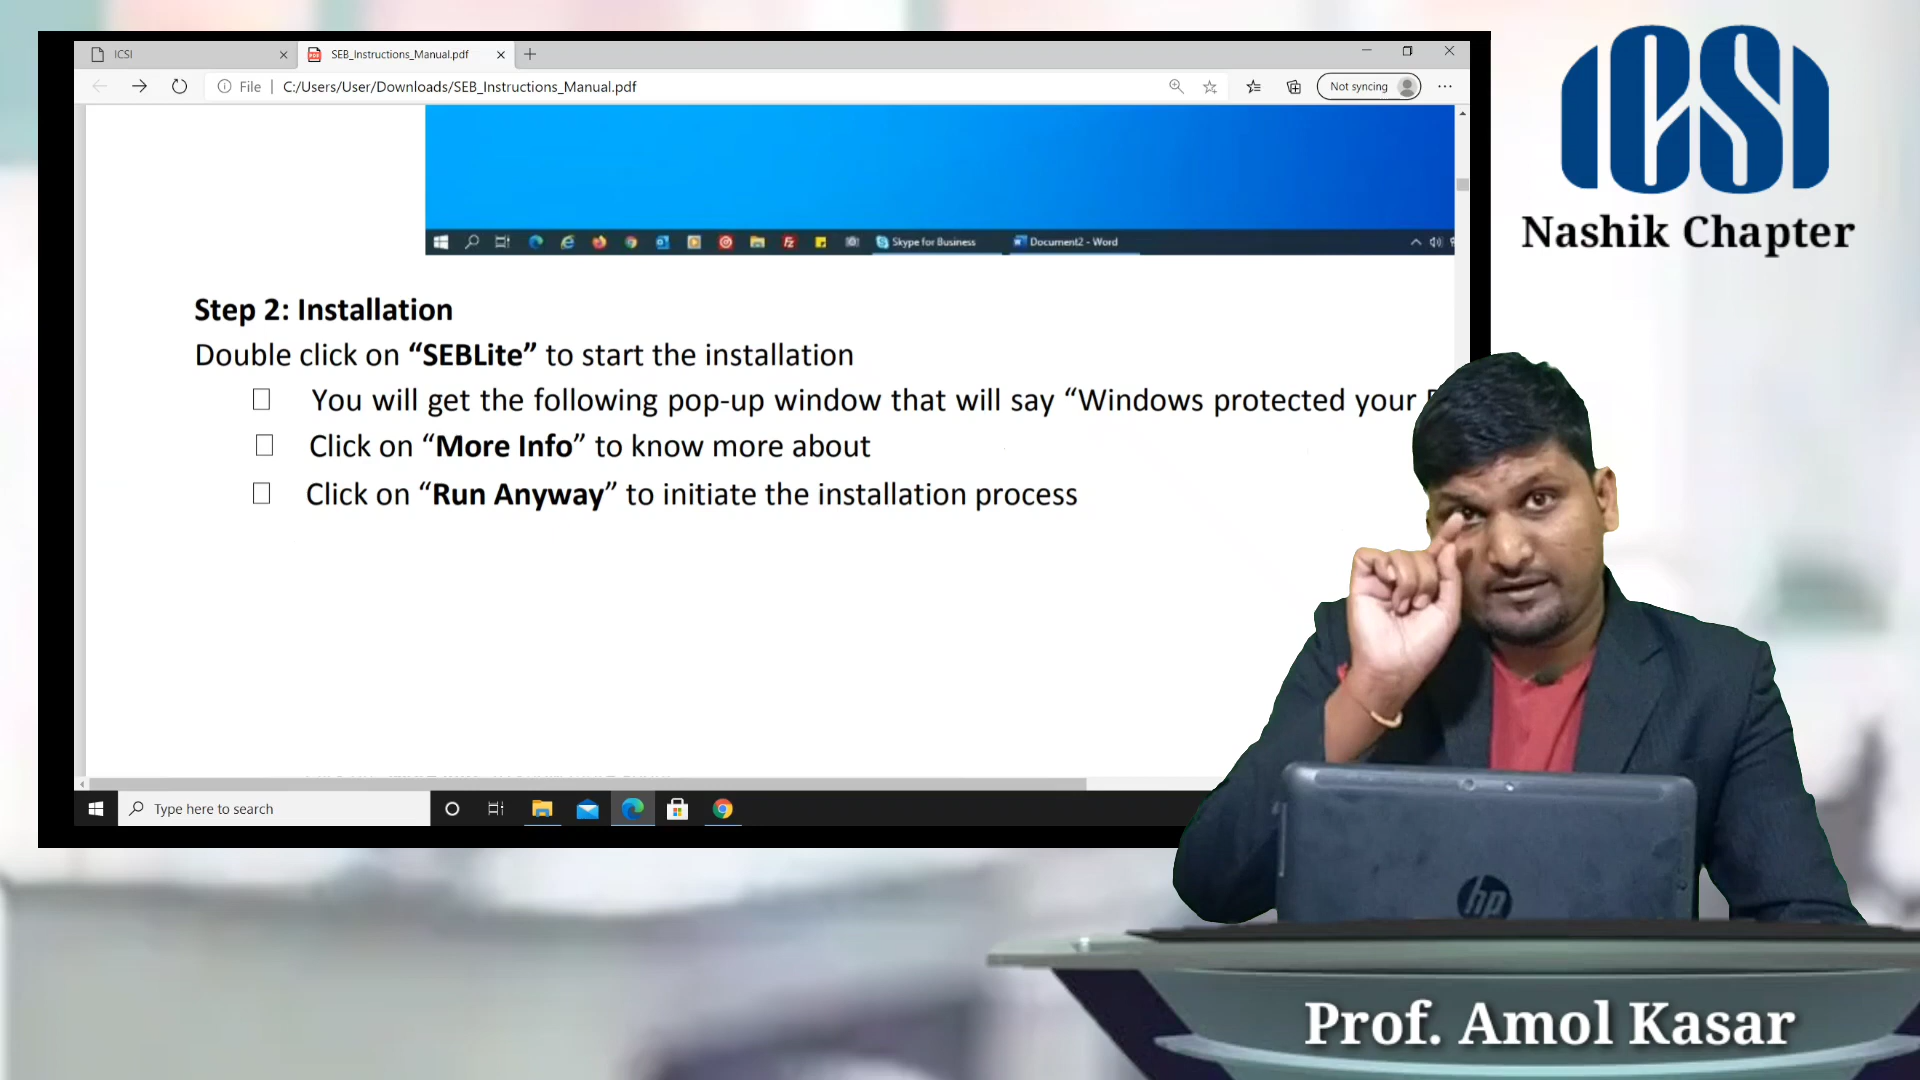 ICSI
SEB_Instructions_Manual.pdf
File
C:/Users/User/Downloads/SEB_Instructions_Manual.pdf
Not syncing
Skype for Business
Document2 - Word
Step 2: Installation
Double click on “SEBLite” to start the installation
You will get the following pop-up window that will say “Windows protected your
Click on “More Info” to know more about
Click on “Run Anyway” to initiate the installation process
Type here to search
ICSI
Nashik Chapter
hp
Prof. Amol Kasar